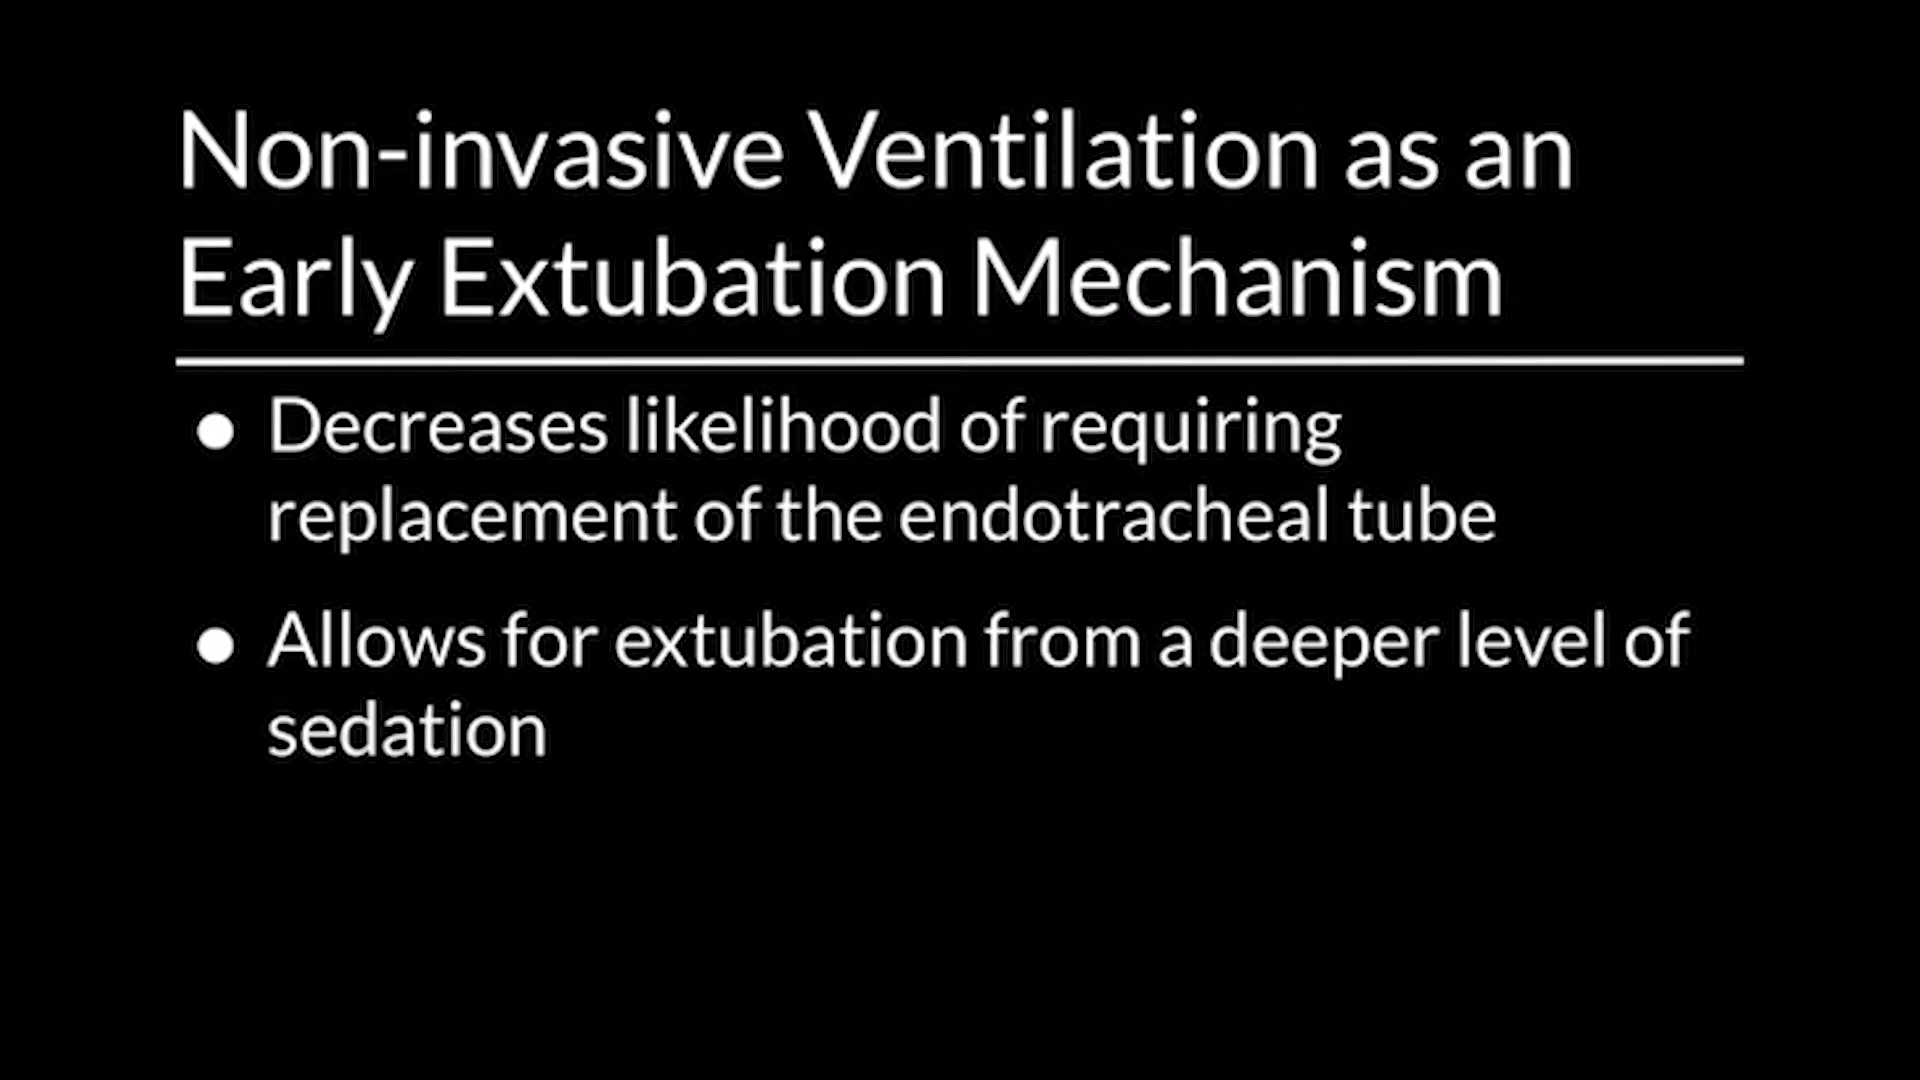 Non-invasive Ventilation as an
Early Extubation Mechanism
● Decreases likelihood of requiring
replacement of the endotracheal tube
● Allows for extubation from a deeper level of
sedation